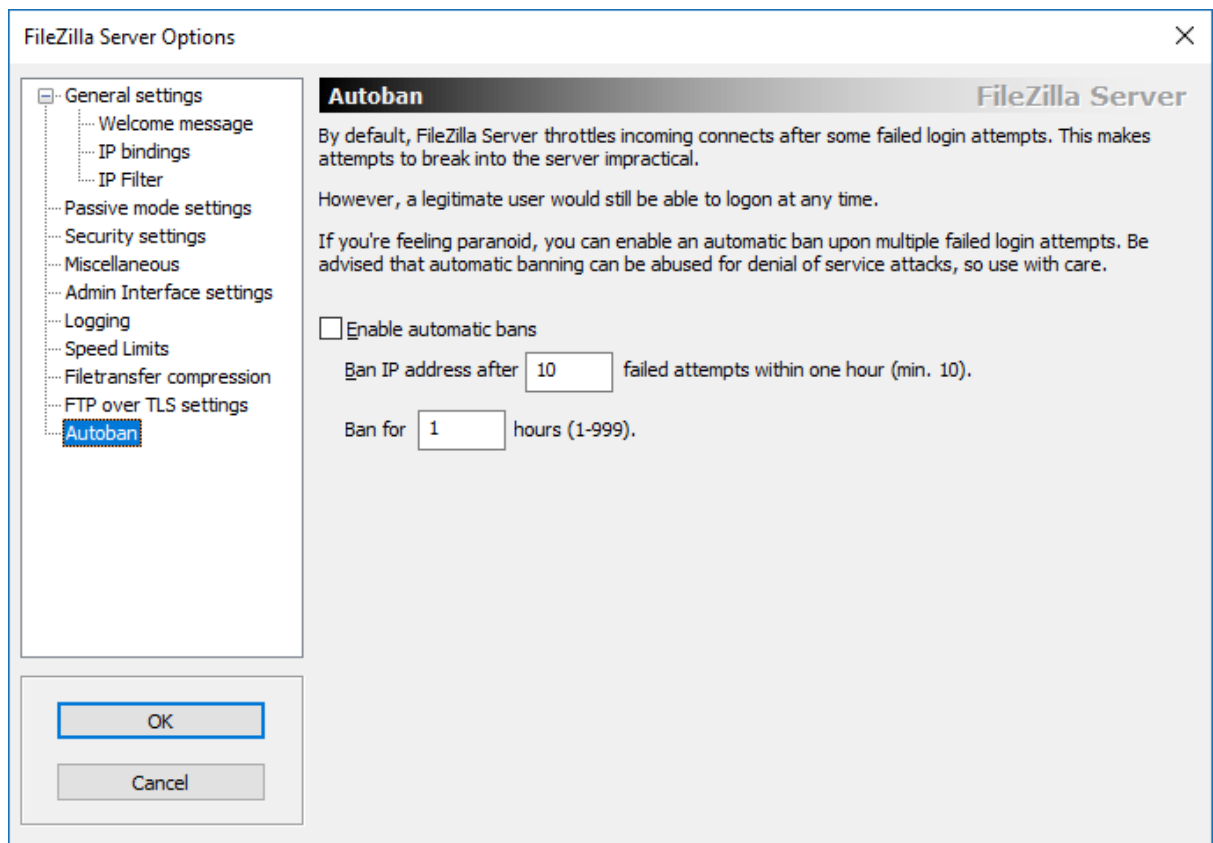 FileZilla Server Options
General settings
Welcome message
IP bindings
IP Filter
Passive mode settings
Security settings
Miscellaneous
Admin Interface settings
Logging
Speed Limits
Filetransfer compression
FTP over TLS settings
Autoban
OK
Cancel
Autoban FileZilla Server
By default, FileZilla Server throttles incoming connects after some failed login attempts. This makes
attempts to break into the server impractical.
However, a legitimate user would still be able to logon at any time.
If you're feeling paranoid, you can enable an automatic ban upon multiple failed login attempts. Be
advised that automatic banning can be abused for denial of service attacks, so use with care.
Enable automatic bans
Ban IP address after 10 failed attempts within one hour (min. 10).
Ban for 1 hours (1-999).